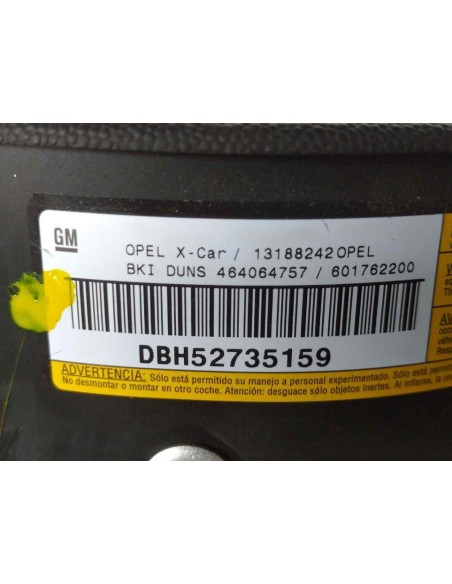 GM
OPEL X-Car / 13188242 OPEL
BKI DUNS 464064757 / 601762200
DBH52735159
ADVERTENCIA: Sólo está permitido su manejo a personal experimentado.
No desmontar o montar en otro coche. Atención: desguace sólo objetos inertes.